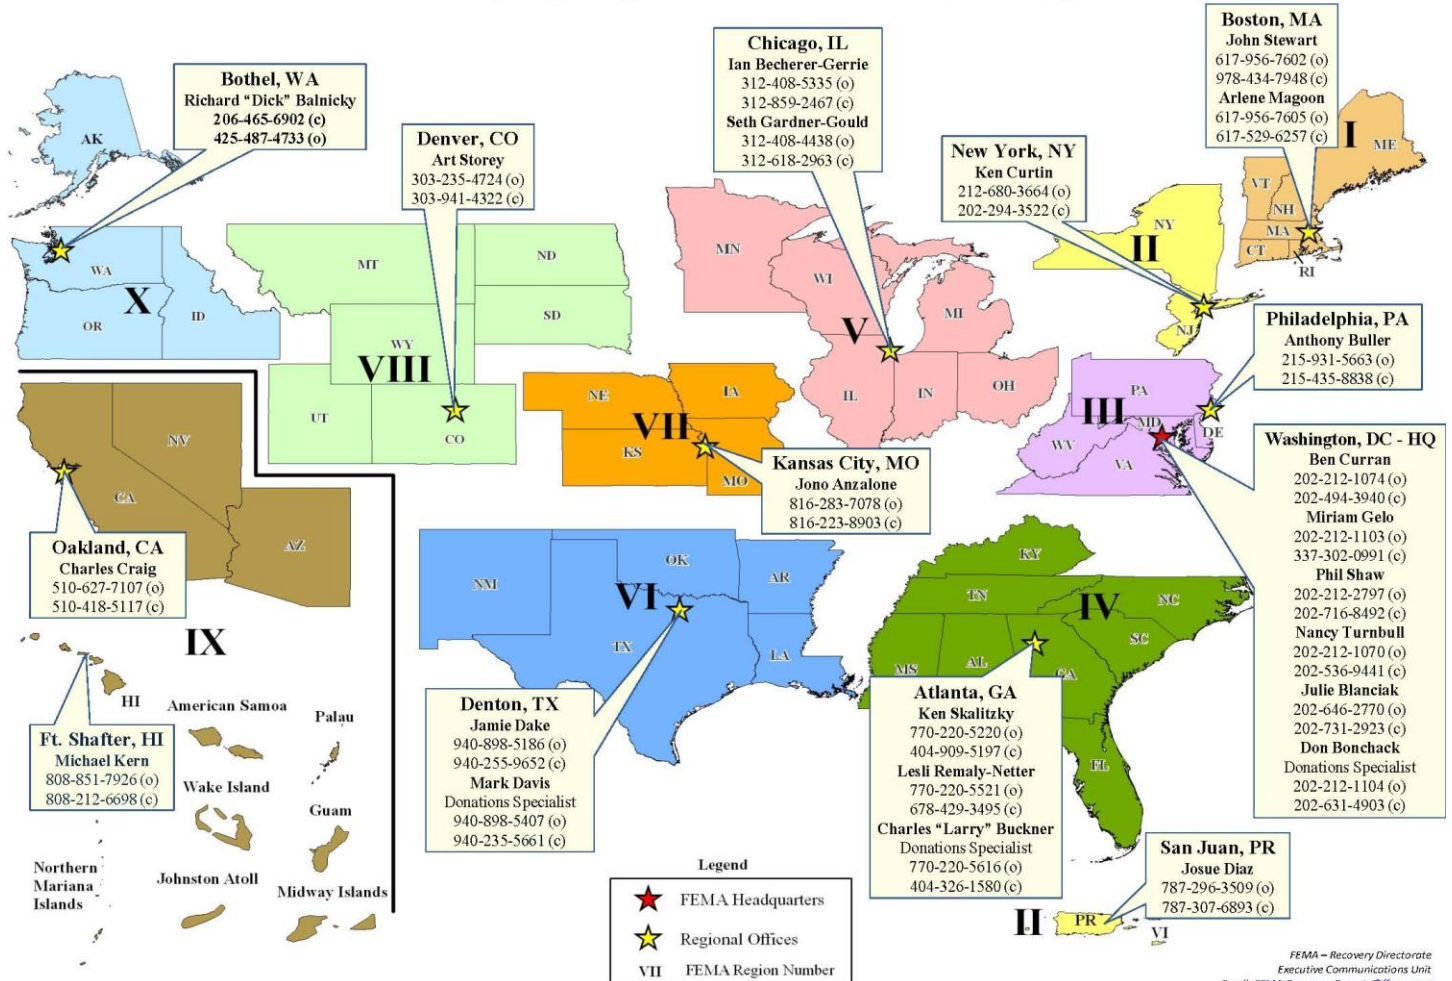 Boston, MA
John Stewart
617-956-7602 (o)
978-434-7948 (c)
Arlene Magoon
617-956-7605 (o)
617-529-6257 (c)
Chicago, IL
Ian Becherer-Gerrie
312-408-5335 (o)
312-859-2467 (c)
Seth Gardner-Gould
312-408-4438 (o)
312-618-2963 (c)
Bothel, WA
Richard “Dick” Balnicky
206-465-6902 (c)
425-487-4733 (o)
Denver, CO
Art Storey
303-235-4724 (o)
303-941-4322 (c)
New York, NY
Ken Curtin
212-680-3664 (o)
202-294-3522 (c)
AK
I
ME
VT
NH
MA
CT
RI
NY
II
NJ
MN
WI
MI
V
IL
IN
OH
MT
ND
SD
WY
VIII
UT
CO
WA
X
OR
ID
Philadelphia, PA
Anthony Buller
215-931-5663 (o)
215-435-8838 (c)
PA
III
MD
DE
WV
VA
NE
IA
VII
KS
MO
Kansas City, MO
Jono Anzalone
816-283-7078 (o)
816-223-8903 (c)
Washington, DC - HQ
Ben Curran
202-212-1074 (o)
202-494-3940 (c)
Miriam Gelo
202-212-1103 (o)
337-302-0991 (c)
Phil Shaw
202-212-2797 (o)
202-716-8492 (c)
Nancy Turnbull
202-212-1070 (o)
202-536-9441 (c)
Julie Blanciak
202-646-2770 (o)
202-731-2923 (c)
Don Bonchack
Donations Specialist
202-212-1104 (o)
202-631-4903 (c)
NV
CA
AZ
Oakland, CA
Charles Craig
510-627-7107 (o)
510-418-5117 (c)
IX
HI
Ft. Shafter, HI
Michael Kern
808-851-7926 (o)
808-212-6698 (c)
American Samoa
Palau
Wake Island
Guam
Northern
Mariana
Islands
Johnston Atoll
Midway Islands
NM
OK
AR
VI
TX
LA
Denton, TX
Jamie Dake
940-898-5186 (o)
940-255-9652 (c)
Mark Davis
Donations Specialist
940-898-5407 (o)
940-235-5661 (c)
KY
TN
IV
NC
SC
MS
AL
GA
FL
Atlanta, GA
Ken Skalitzky
770-220-5220 (o)
404-909-5197 (c)
Lesli Remaly-Netter
770-220-5521 (o)
678-429-3495 (c)
Charles “Larry” Buckner
Donations Specialist
770-220-5616 (o)
404-326-1580 (c)
San Juan, PR
Josue Diaz
787-296-3509 (o)
787-307-6893 (c)
II
PR
VI
Legend
FEMA Headquarters
Regional Offices
VII FEMA Region Number
FEMA – Recovery Directorate
Executive Communications Unit